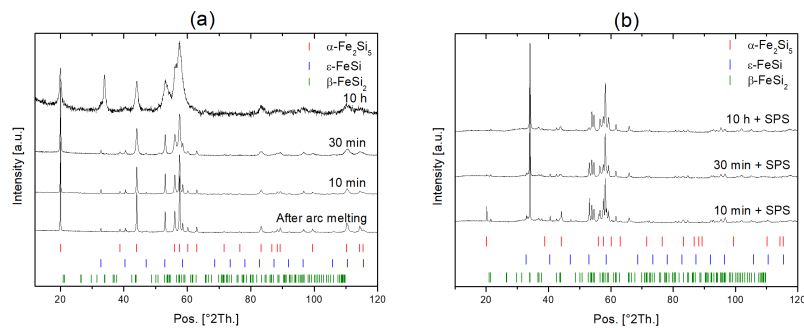 (a)
α-Fe2Si5
ε-FeSi
β-FeSi2
10 h
30 min
10 min
After arc melting
Intensity [a.u.]
20 40 60 80 100 120
Pos. [°2Th.]
(b)
α-Fe2Si5
ε-FeSi
β-FeSi2
10 h + SPS
30 min + SPS
10 min + SPS
Intensity [a.u.]
20 40 60 80 100 120
Pos. [°2Th.]